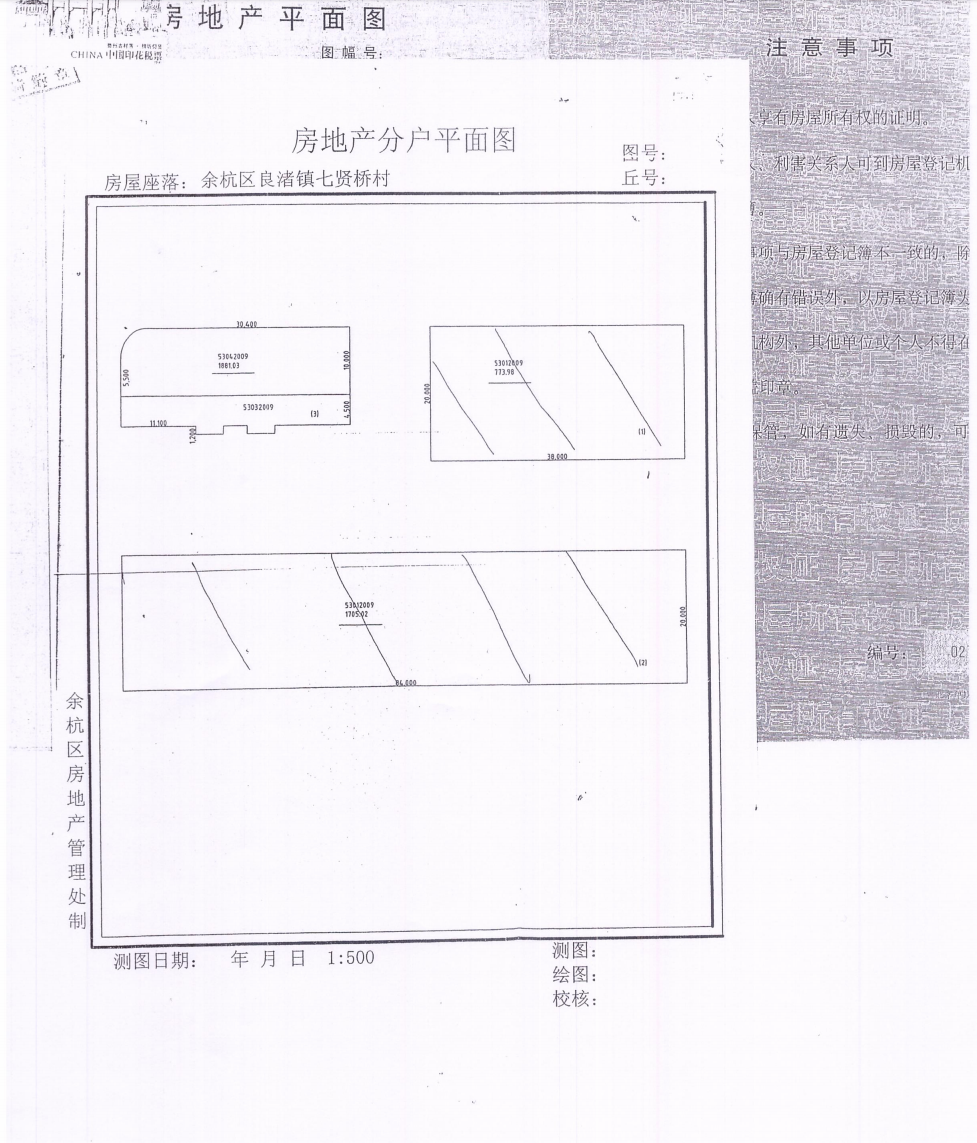 房地产平面图
图幅号:
CHINA 中国印花税票
注意事项
享有房屋所有权的证明。
、利害关系人可到房屋登记机
房地产分户平面图
图号:
房屋座落: 余杭区良渚镇七贤桥村
丘号:
项与房屋登记簿不一致的，除
确有错误外，以房屋登记簿为
构外，其他单位或个人不得在
印章。
保管，如有遗失、损毁的，可
30.400
53042009
1881.03
10.000
5.500
53032009
(3)
4.500
11.100
1.200
53012009
773.98
20.000
(1)
38.000
53012009
1705.02
20.000
(2)
84.000
编号:
02
余杭区房地产管理处制
测图日期: 年 月 日 1:500
测图:
绘图:
校核: